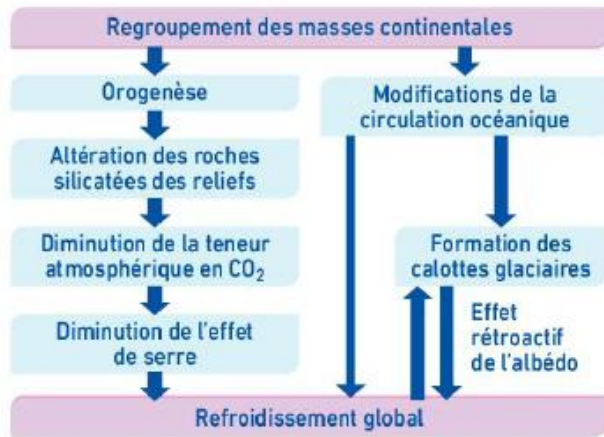 Regroupement des masses continentales
Orogenèse
Altération des roches
silicatées des reliefs
Diminution de la teneur
atmosphérique en CO₂
Diminution de l'effet
de serre
Modifications de la
circulation océanique
Formation des
calottes glaciaires
Effet
rétroactif
de l'albédo
Refroidissement global